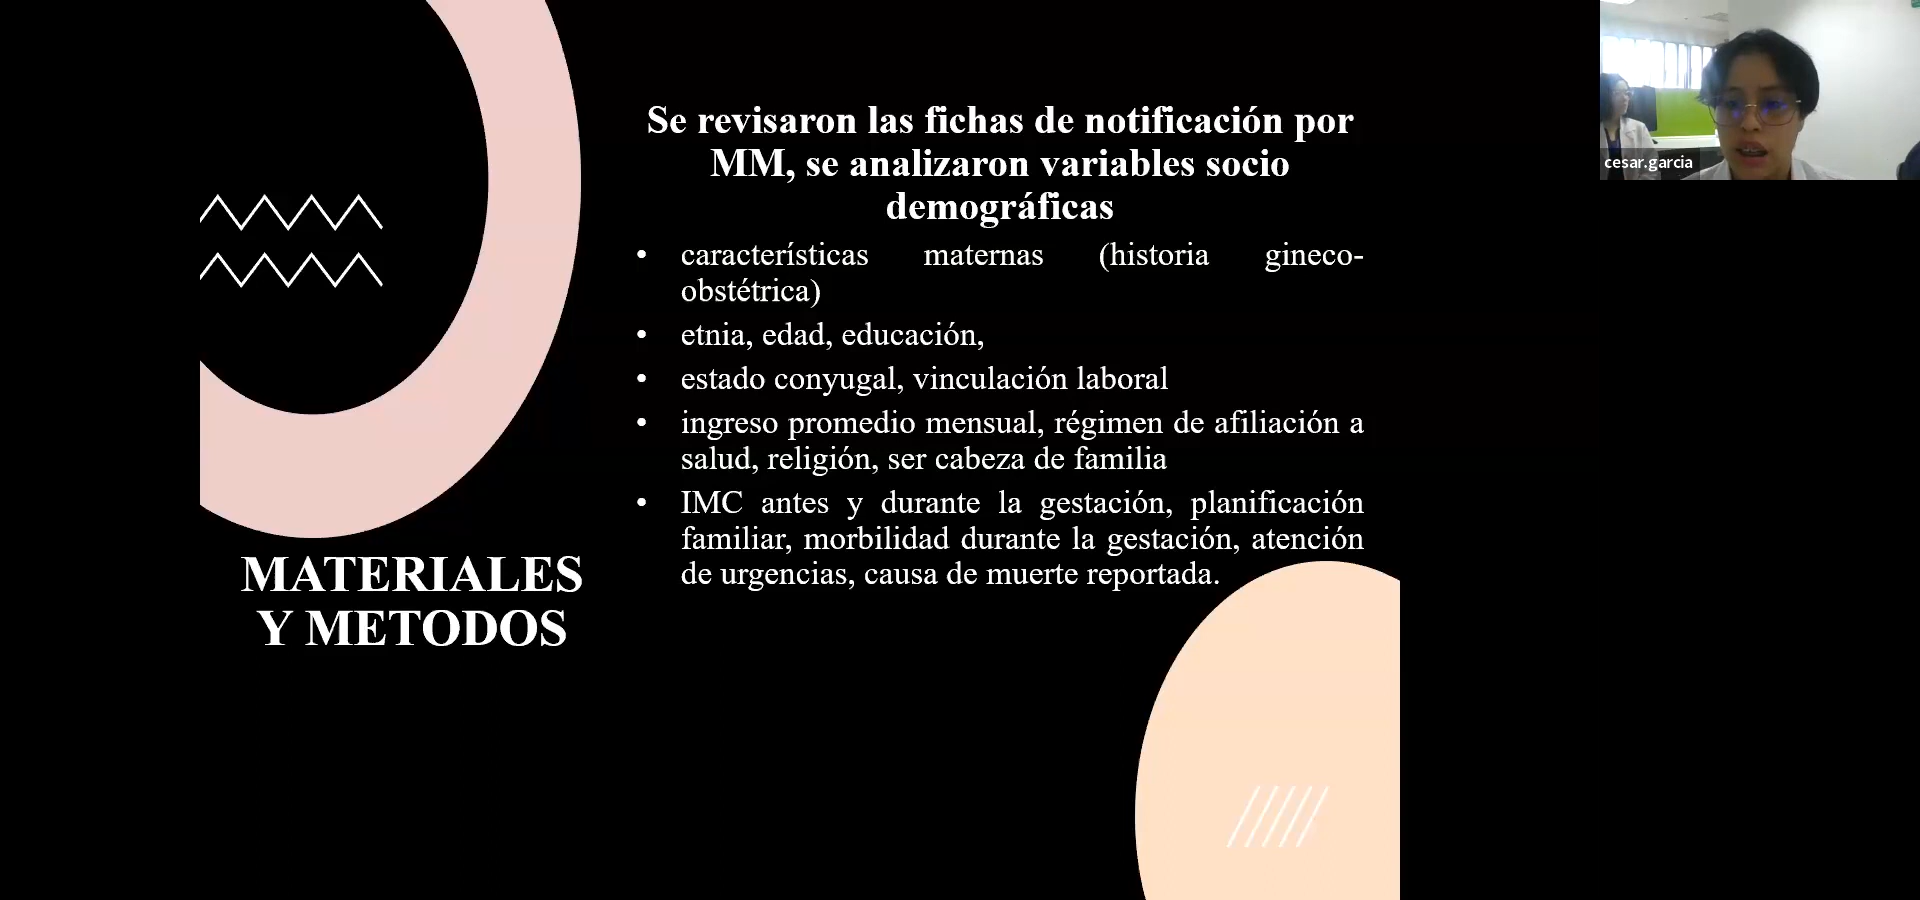 Se revisaron las fichas de notificación por
MM, se analizaron variables socio
demográficas
• características maternas (historia gineco-
obstétrica)
• etnia, edad, educación,
• estado conyugal, vinculación laboral
• ingreso promedio mensual, régimen de afiliación a
salud, religión, ser cabeza de familia
• IMC antes y durante la gestación, planificación
familiar, morbilidad durante la gestación, atención
de urgencias, causa de muerte reportada.
MATERIALES
Y METODOS
cesar.garcia